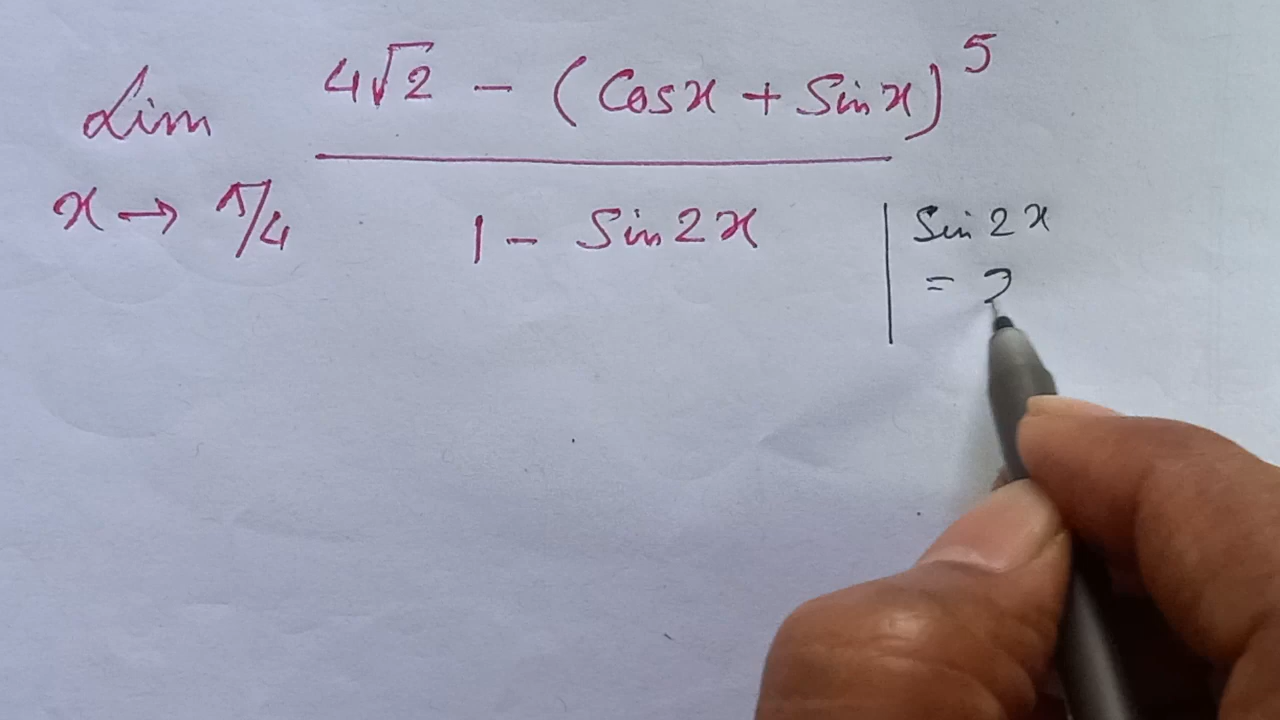 4√2 - (Cosx + Sinx)^5
Lim
x → π/4
1 - Sin2x
Sin 2x
= 2